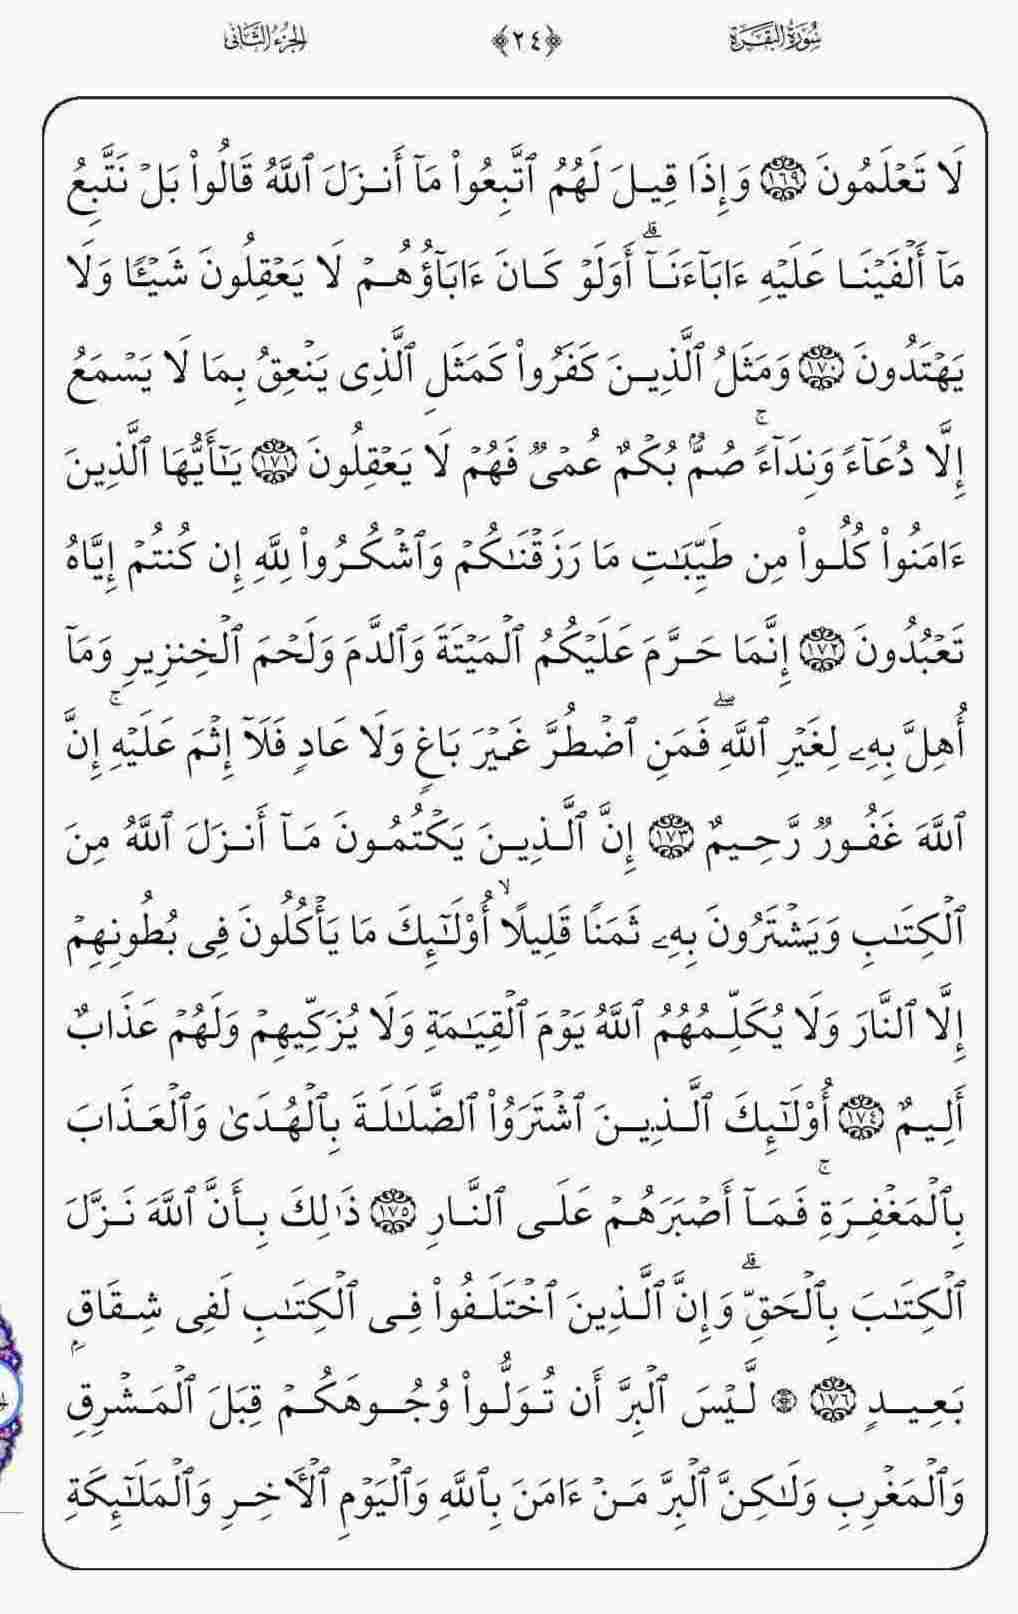 سُورَةُ البَقَرَةِ ﴿٢٤﴾ الجُزءُ الثَّانِى
لَا تَعۡلَمُونَ ١٦٩ وَإِذَا قِيلَ لَهُمُ ٱتَّبِعُواْ مَآ أَنزَلَ ٱللَّهُ قَالُواْ بَلۡ نَتَّبِعُ
مَآ أَلۡفَيۡنَا عَلَيۡهِ ءَابَآءَنَآۗ أَوَلَوۡ كَانَ ءَابَآؤُهُمۡ لَا يَعۡقِلُونَ شَيۡـًٔا وَلَا
يَهۡتَدُونَ ١٧٠ وَمَثَلُ ٱلَّذِينَ كَفَرُواْ كَمَثَلِ ٱلَّذِى يَنۡعِقُ بِمَا لَا يَسۡمَعُ
إِلَّا دُعَآءً وَنِدَآءًۚ صُمُّۢ بُكۡمٌ عُمۡىٌ فَهُمۡ لَا يَعۡقِلُونَ ١٧١ يَـٰٓأَيُّهَا ٱلَّذِينَ
ءَامَنُواْ كُلُواْ مِن طَيِّبَـٰتِ مَا رَزَقۡنَـٰكُمۡ وَٱشۡكُرُواْ لِلَّهِ إِن كُنتُمۡ إِيَّاهُ
تَعۡبُدُونَ ١٧٢ إِنَّمَا حَرَّمَ عَلَيۡكُمُ ٱلۡمَيۡتَةَ وَٱلدَّمَ وَلَحۡمَ ٱلۡخِنزِيرِ وَمَآ
أُهِلَّ بِهِۦ لِغَيۡرِ ٱللَّهِۖ فَمَنِ ٱضۡطُرَّ غَيۡرَ بَاغٍ وَلَا عَادٍ فَلَآ إِثۡمَ عَلَيۡهِۚ إِنَّ
ٱللَّهَ غَفُورٌ رَّحِيمٌ ١٧٣ إِنَّ ٱلَّذِينَ يَكۡتُمُونَ مَآ أَنزَلَ ٱللَّهُ مِنَ
ٱلۡكِتَـٰبِ وَيَشۡتَرُونَ بِهِۦ ثَمَنًا قَلِيلًاۙ أُوْلَـٰٓئِكَ مَا يَأۡكُلُونَ فِى بُطُونِهِمۡ
إِلَّا ٱلنَّارَ وَلَا يُكَلِّمُهُمُ ٱللَّهُ يَوۡمَ ٱلۡقِيَـٰمَةِ وَلَا يُزَكِّيهِمۡ وَلَهُمۡ عَذَابٌ
أَلِيمٌ ١٧٤ أُوْلَـٰٓئِكَ ٱلَّذِينَ ٱشۡتَرَوُاْ ٱلضَّلَـٰلَةَ بِٱلۡهُدَىٰ وَٱلۡعَذَابَ
بِٱلۡمَغۡفِرَةِۚ فَمَآ أَصۡبَرَهُمۡ عَلَى ٱلنَّارِ ١٧٥ ذَٰلِكَ بِأَنَّ ٱللَّهَ نَزَّلَ
ٱلۡكِتَـٰبَ بِٱلۡحَقِّۗ وَإِنَّ ٱلَّذِينَ ٱخۡتَلَفُواْ فِى ٱلۡكِتَـٰبِ لَفِى شِقَاقِۭ
بَعِيدٍ ١٧٦ ۞ لَّيۡسَ ٱلۡبِرَّ أَن تُوَلُّواْ وُجُوهَكُمۡ قِبَلَ ٱلۡمَشۡرِقِ
وَٱلۡمَغۡرِبِ وَلَـٰكِنَّ ٱلۡبِرَّ مَنۡ ءَامَنَ بِٱللَّهِ وَٱلۡيَوۡمِ ٱلۡأٓخِرِ وَٱلۡمَلَـٰٓئِكَةِ